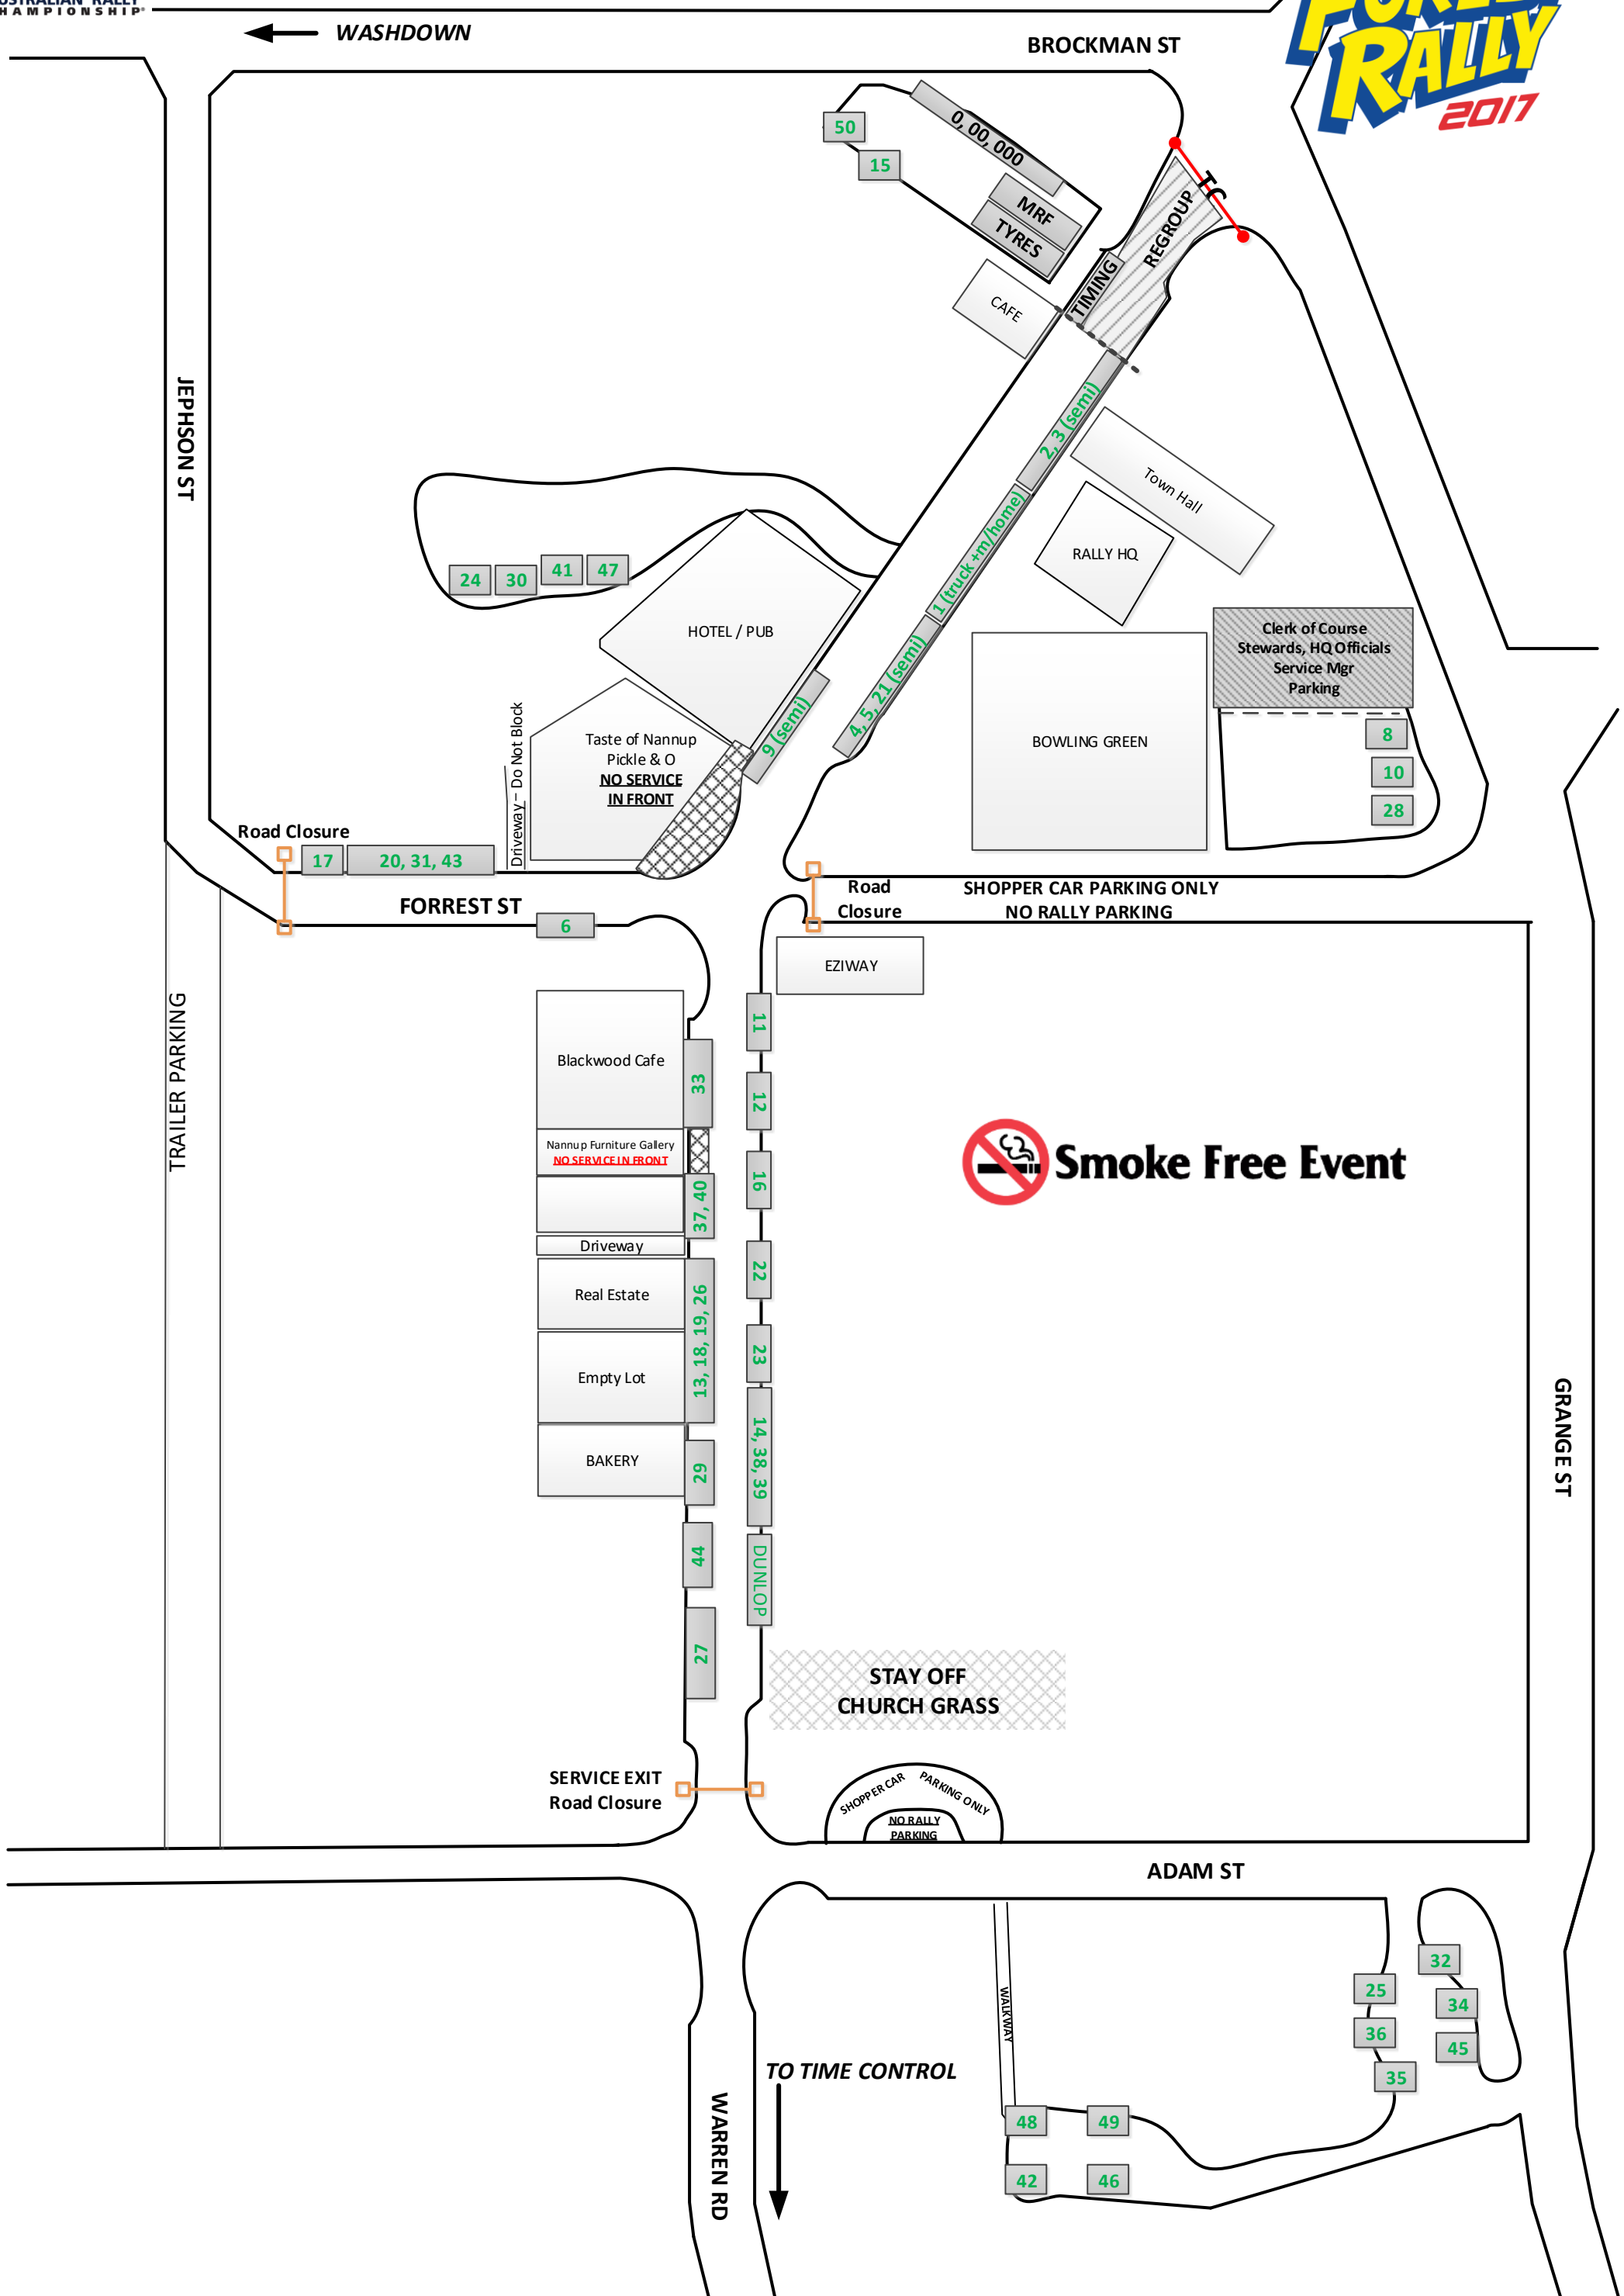 CHAMPIONSHIP
WASHDOWN
BROCKMAN ST
RALLY
2017
50
15
0, 00, 000
MRF
TYRES
TC
REGROUP
TIMING
CAFE
JEPHSON ST
2, 3 (semi)
Town Hall
1 (truck +m/home)
RALLY HQ
24
30
41
47
HOTEL / PUB
4, 5, 21 (semi)
9 (semi)
Clerk of Course
Stewards, HQ Officials
Service Mgr
Parking
8
10
28
BOWLING GREEN
Driveway – Do Not Block
Taste of Nannup
Pickle & O
NO SERVICE
IN FRONT
Road Closure
17
20, 31, 43
FORREST ST
6
Road
Closure
SHOPPER CAR PARKING ONLY
NO RALLY PARKING
EZIWAY
TRAILER PARKING
Blackwood Cafe
33
Nannup Furniture Gallery
NO SERVICE IN FRONT
37, 40
Driveway
Real Estate
13, 18, 19, 26
Empty Lot
BAKERY
29
44
27
11
12
16
22
23
14, 38, 39
DUNLOP
Smoke Free Event
GRANGE ST
STAY OFF
CHURCH GRASS
SERVICE EXIT
Road Closure
SHOPPER CAR PARKING ONLY
NO RALLY
PARKING
ADAM ST
WALKWAY
32
25
34
36
45
35
TO TIME CONTROL
WARREN RD
48
49
42
46